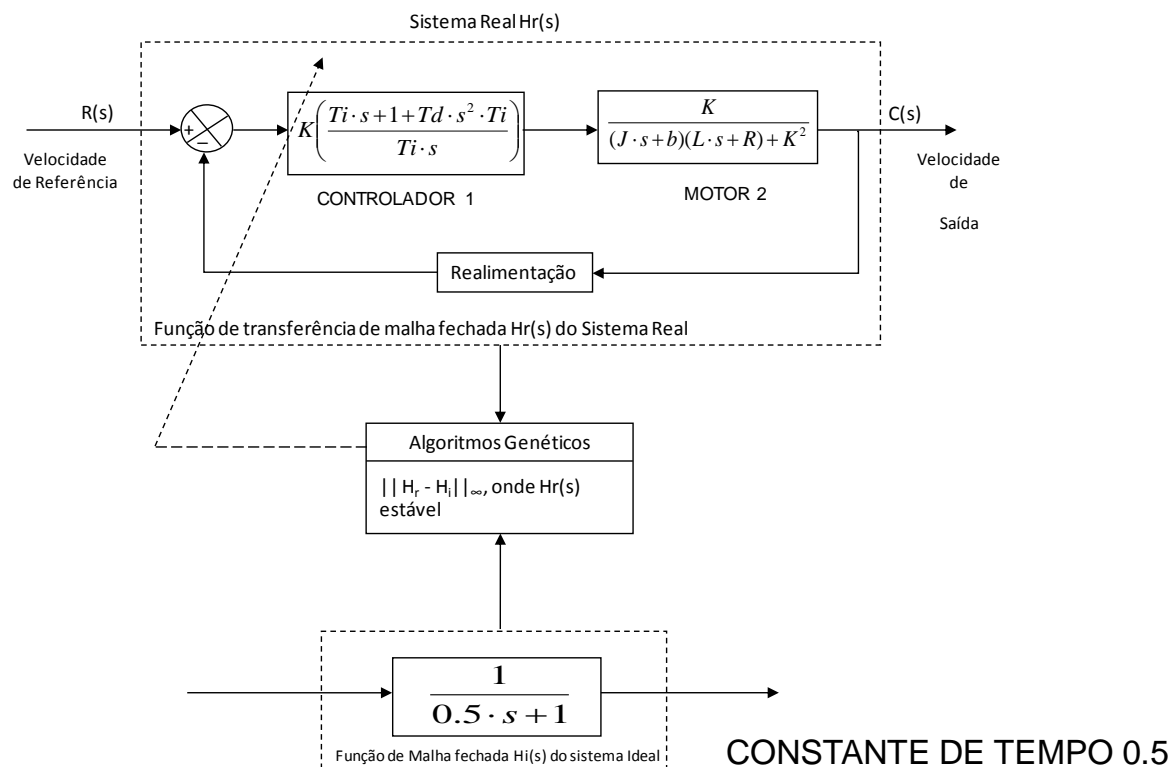 Sistema Real Hr(s)
R(s)
Velocidade
de Referência
+
−
K(Ti·s+1+Td·s²·Ti / Ti·s)
CONTROLADOR 1
K / (J·s+b)(L·s+R)+K²
MOTOR 2
C(s)
Velocidade
de
Saída
Realimentação
Função de transferência de malha fechada Hr(s) do Sistema Real
Algoritmos Genéticos
||Hr - Hi||∞, onde Hr(s)
estável
1 / 0.5·s+1
Função de Malha fechada Hi(s) do sistema Ideal
CONSTANTE DE TEMPO 0.5